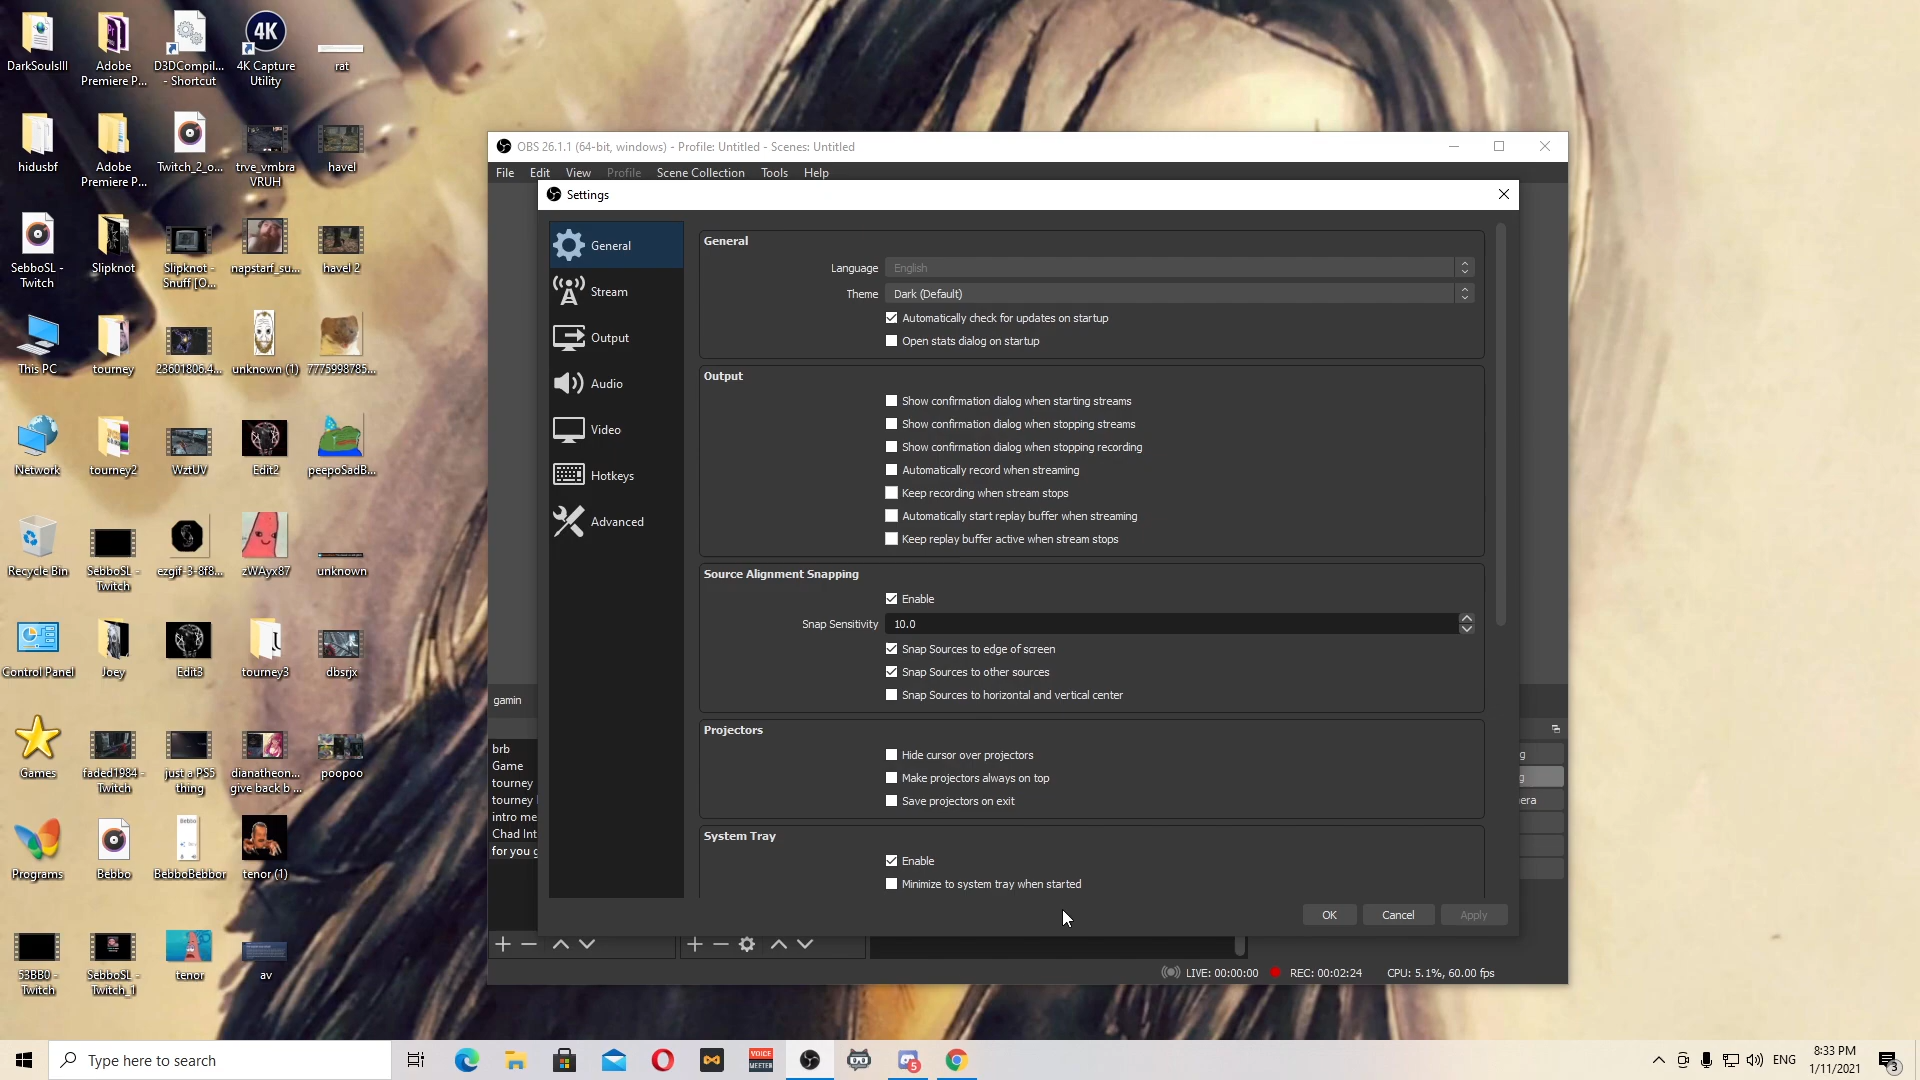 DarkSoulsIII
Adobe
Premiere P...
D3DCompil...
- Shortcut
4K
4K Capture
Utility
rat
hidusbf
Adobe
Premiere P...
Twitch_2_o...
trve_vmbra
VRUH
havel
SebboSL -
Twitch
Slipknot
Slipknot -
Snuff [O...
napstarf_su...
havel 2
This PC
tourney
23601806.4...
unknown (1)
7775998785...
Network
tourney2
WztUV
Edit2
peepoSadB...
Recycle Bin
SebboSL -
Twitch
ezgif-3-8f8...
zWAyx87
unknown
Control Panel
Joey
Edit3
tourney3
dbsrjx
Games
faded1984 -
Twitch
just a PS5
thing
dianatheon...
give back b ...
poopoo
Programs
Bebbo
BebboBebbor
tenor (1)
53BB0 -
Twitch
SebboSL -
Twitch_1
tenor
av
OBS 26.1.1 (64-bit, windows) - Profile: Untitled - Scenes: Untitled
File Edit View Profile Scene Collection Tools Help
Settings
General
Stream
Output
Audio
Video
Hotkeys
Advanced
General
Language English
Theme Dark (Default)
Automatically check for updates on startup
Open stats dialog on startup
Output
Show confirmation dialog when starting streams
Show confirmation dialog when stopping streams
Show confirmation dialog when stopping recording
Automatically record when streaming
Keep recording when stream stops
Automatically start replay buffer when streaming
Keep replay buffer active when stream stops
Source Alignment Snapping
Enable
Snap Sensitivity 10.0
Snap Sources to edge of screen
Snap Sources to other sources
Snap Sources to horizontal and vertical center
Projectors
Hide cursor over projectors
Make projectors always on top
Save projectors on exit
System Tray
Enable
Minimize to system tray when started
OK Cancel Apply
gamin
brb
Game
tourney
tourney
intro me
Chad Int
for you g
g
g
era
LIVE: 00:00:00 REC: 00:02:24 CPU: 5.1%, 60.00 fps
Type here to search
VOICE
MEETER
5
ENG
8:33 PM
1/11/2021
3